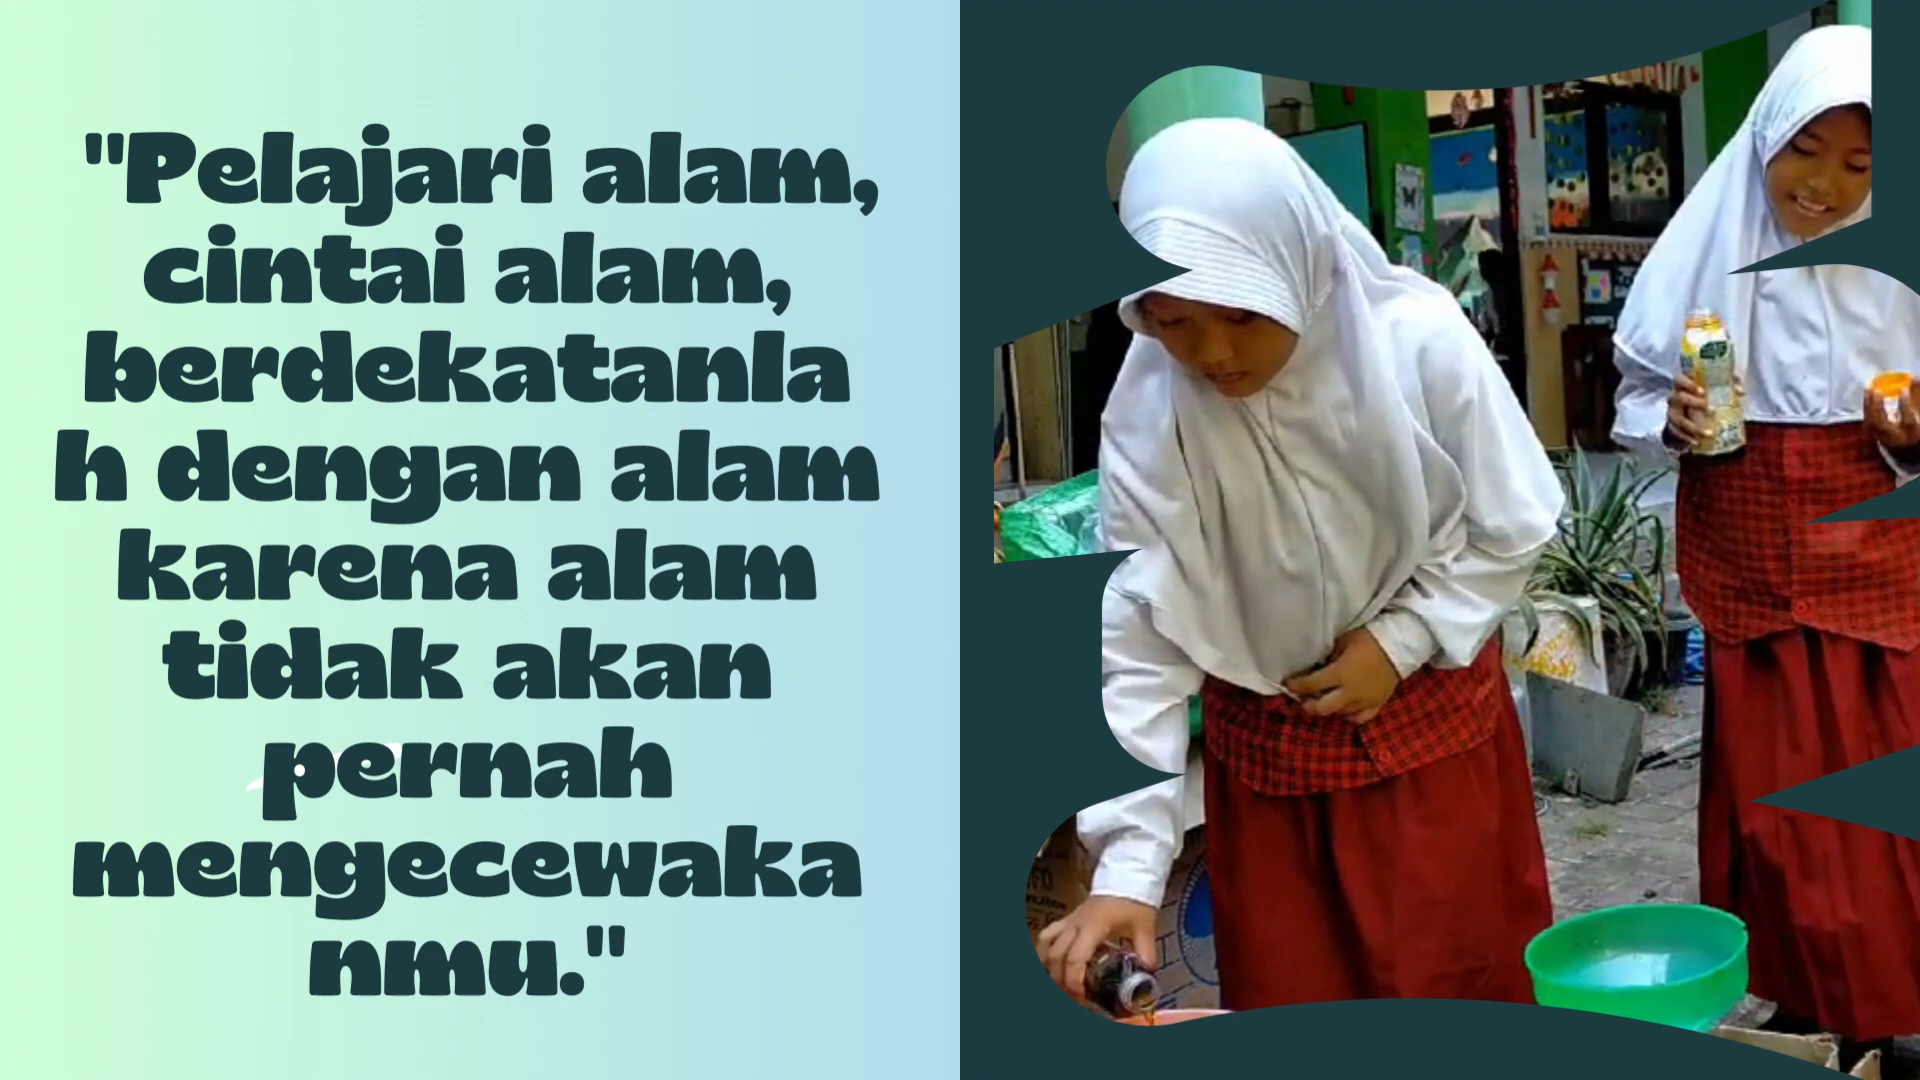 "Pelajari alam,
cintai alam,
berdekatanla
h dengan alam
karena alam
tidak akan
pernah
mengecewaka
nmu."